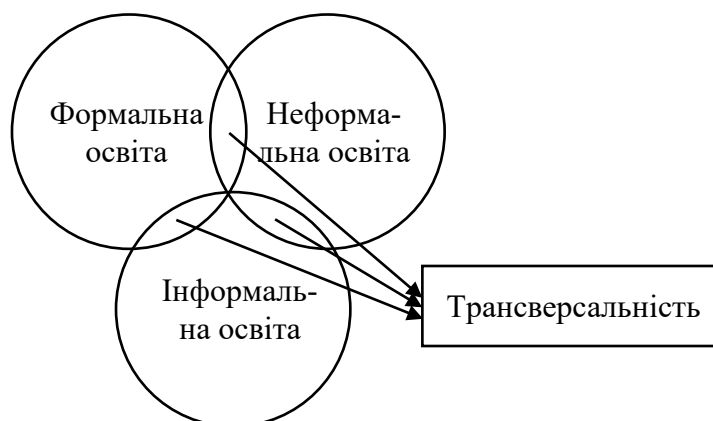 Формальна
освіта
Неформа-
льна освіта
Інформаль-
на освіта
Трансверсальність